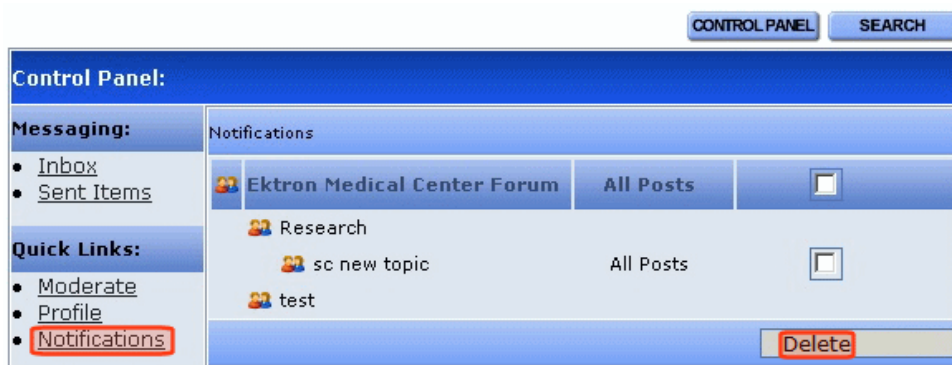 CONTROL PANEL SEARCH
Control Panel:
Messaging:
Inbox
Sent Items
Quick Links:
Moderate
Profile
Notifications
Notifications
Ektron Medical Center Forum All Posts
Research
sc new topic All Posts
test
Delete